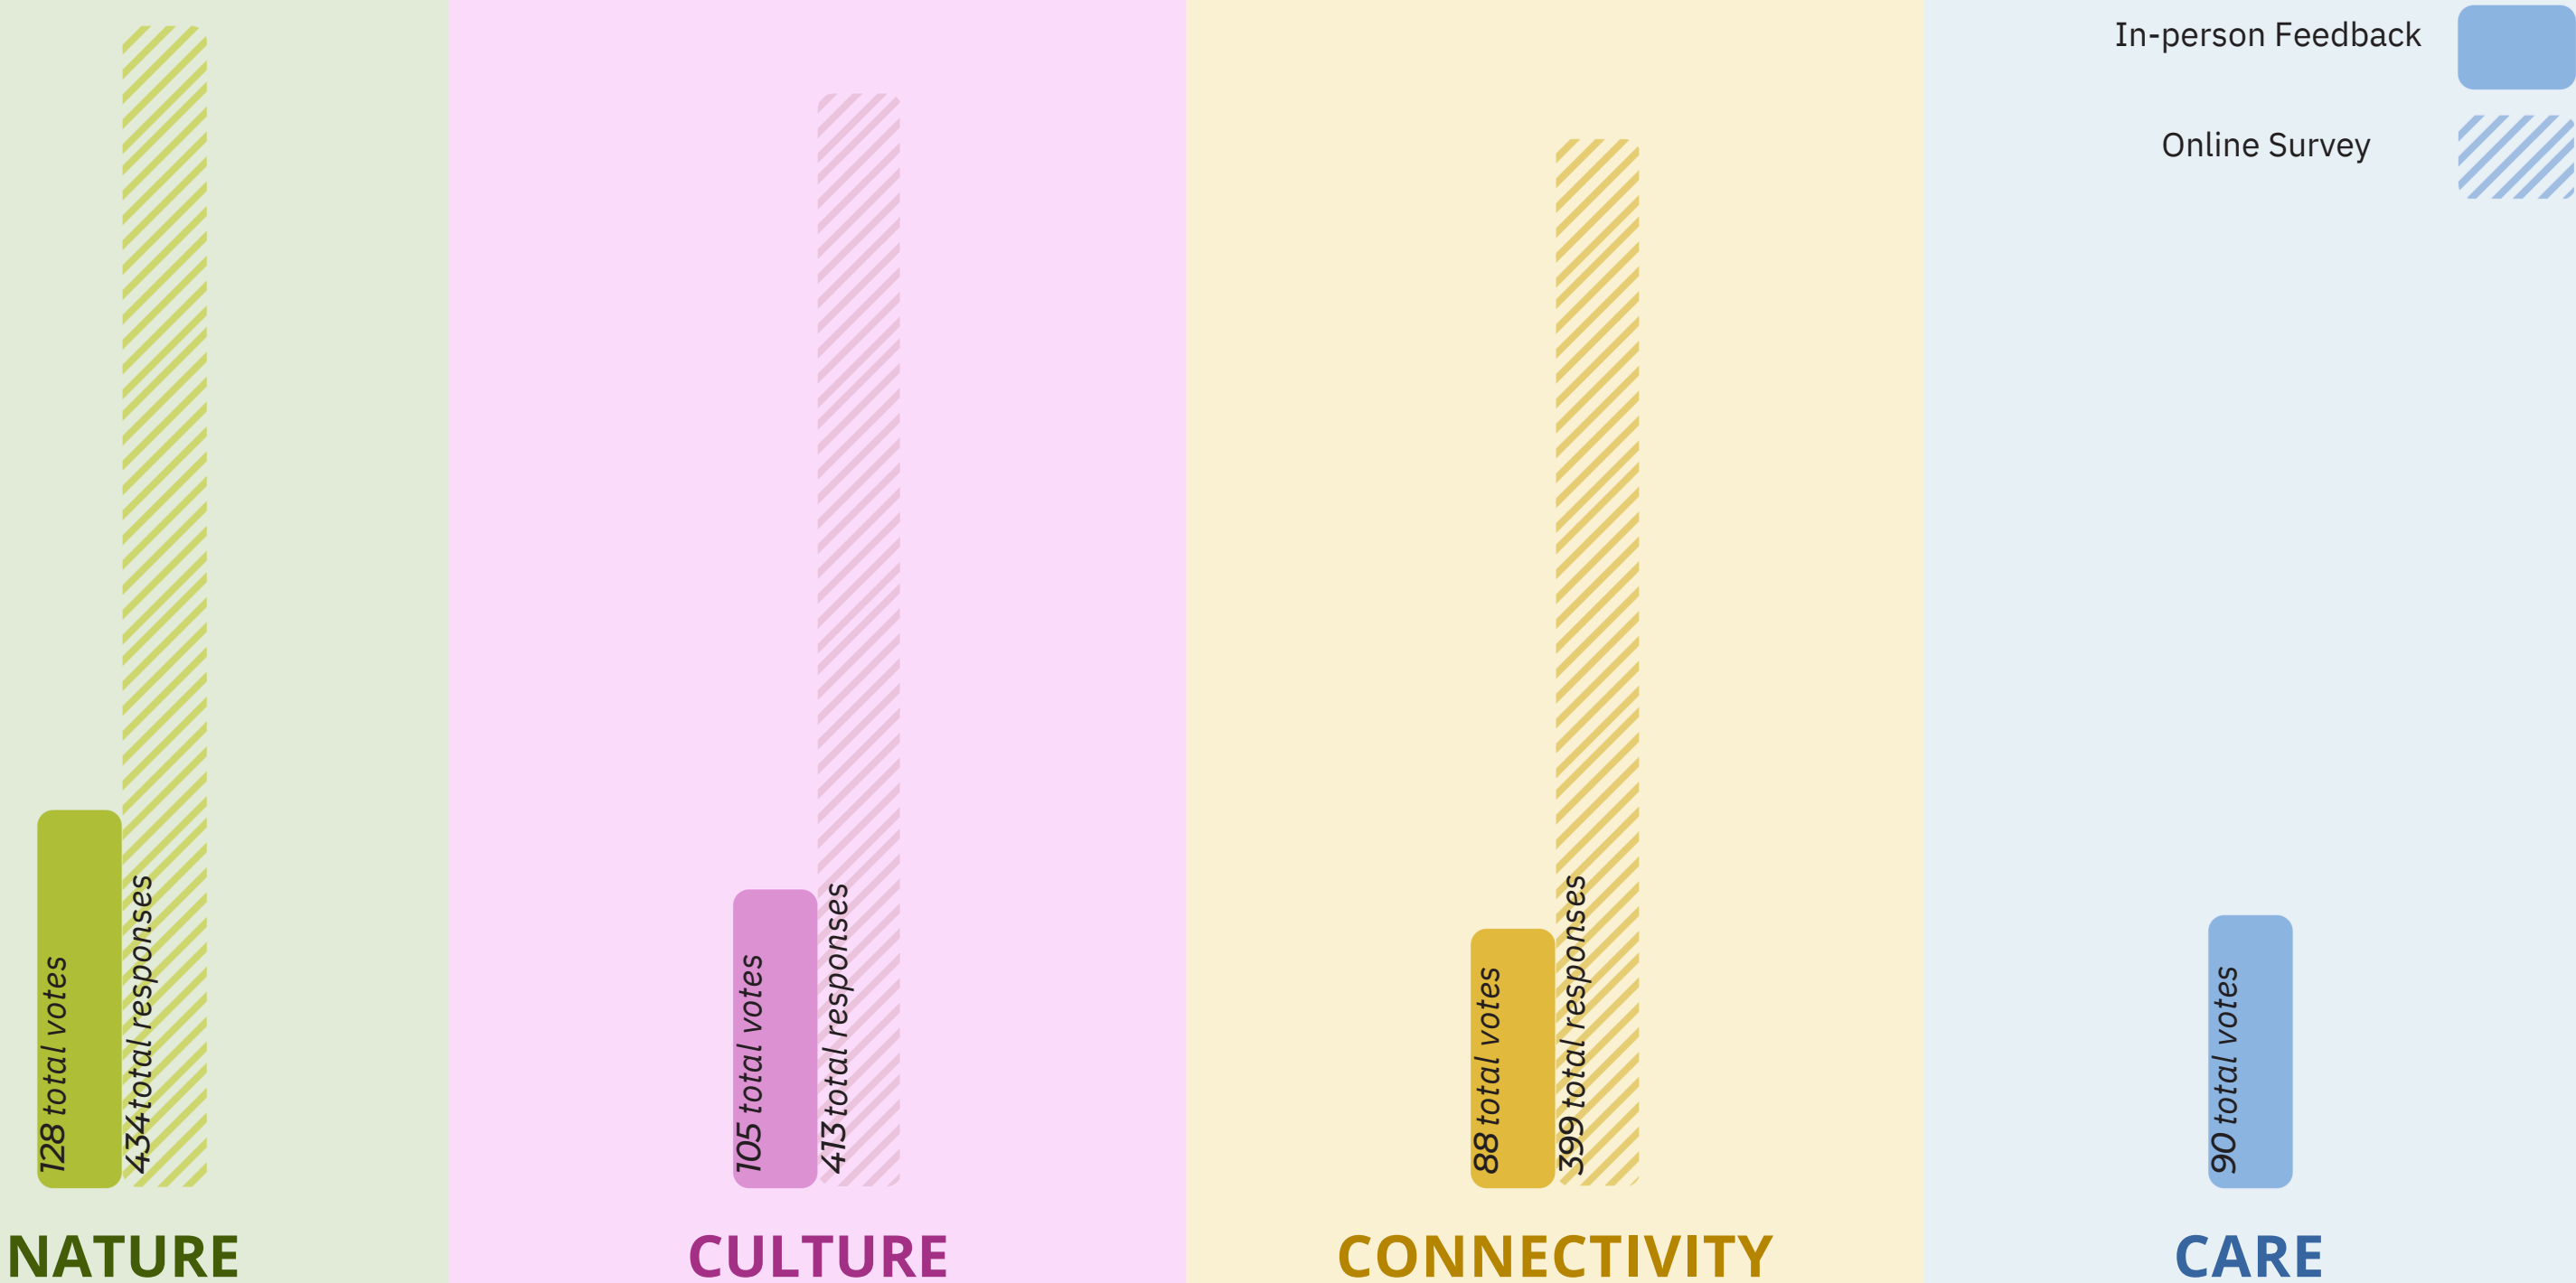 In-person Feedback
Online Survey
128 total votes
434 total responses
105 total votes
413 total responses
88 total votes
399 total responses
90 total votes
NATURE
CULTURE
CONNECTIVITY
CARE